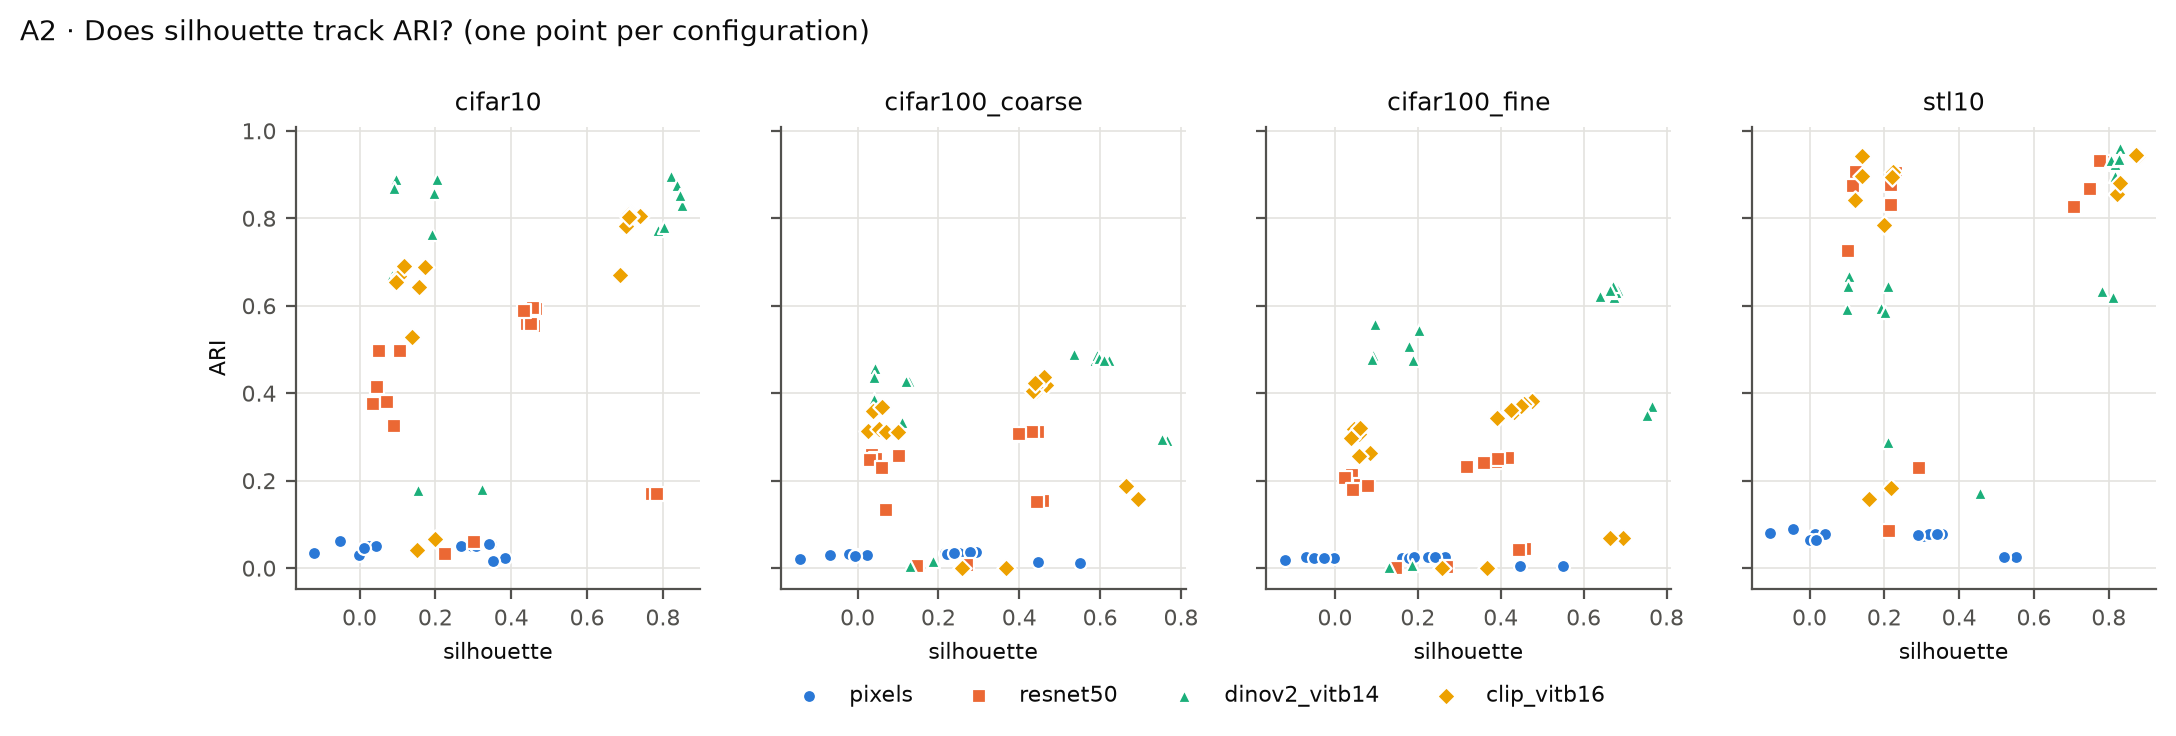 A2 · Does silhouette track ARI? (one point per configuration)
cifar10
cifar100_coarse
cifar100_fine
stl10
1.0
0.8
0.6
0.4
0.2
0.0
ARI
0.0 0.2 0.4 0.6 0.8
0.0 0.2 0.4 0.6 0.8
0.0 0.2 0.4 0.6 0.8
0.0 0.2 0.4 0.6 0.8
silhouette
silhouette
silhouette
silhouette
pixels resnet50 dinov2_vitb14 clip_vitb16